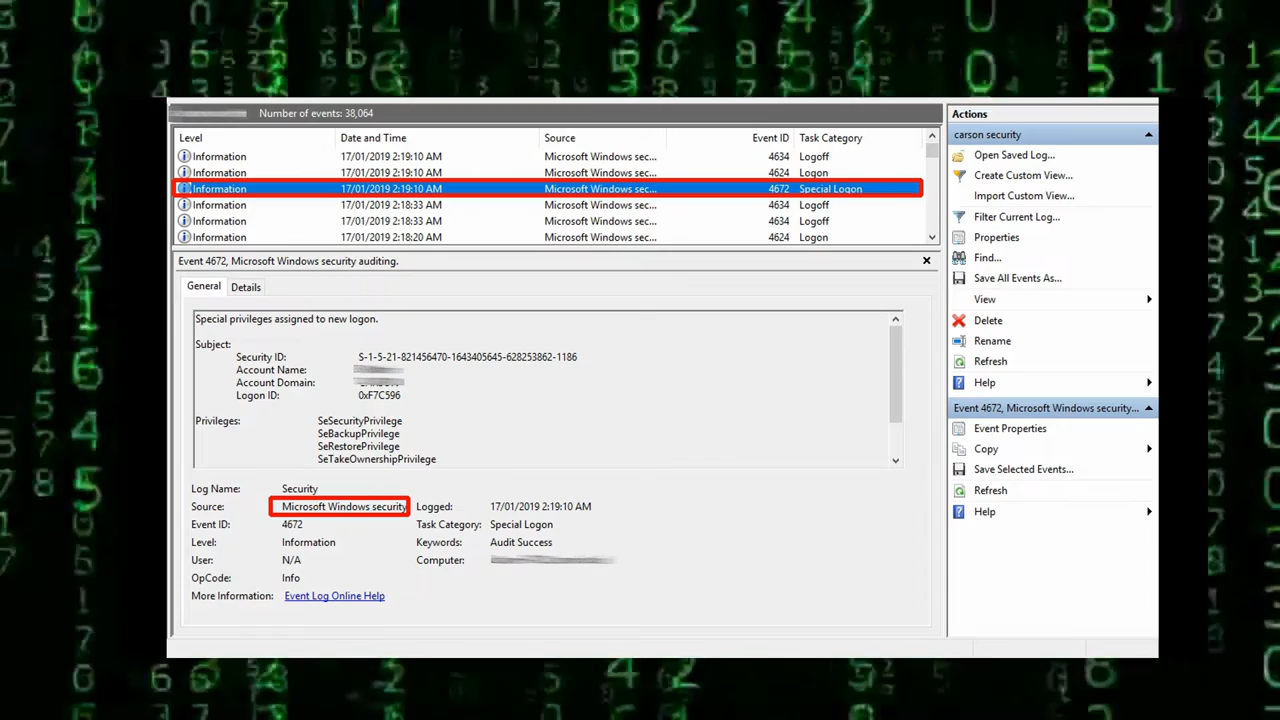 Number of events: 38,064
Level Date and Time Source Event ID Task Category
Information 17/01/2019 2:19:10 AM Microsoft Windows sec... 4634 Logoff
Information 17/01/2019 2:19:10 AM Microsoft Windows sec... 4624 Logon
Information 17/01/2019 2:19:10 AM Microsoft Windows sec... 4672 Special Logon
Information 17/01/2019 2:18:33 AM Microsoft Windows sec... 4634 Logoff
Information 17/01/2019 2:18:33 AM Microsoft Windows sec... 4634 Logoff
Information 17/01/2019 2:18:20 AM Microsoft Windows sec... 4624 Logon
Event 4672, Microsoft Windows security auditing.
General Details
Special privileges assigned to new logon.
Subject:
Security ID: S-1-5-21-821456470-1643405645-628253862-1186
Account Name:
Account Domain:
Logon ID: 0xF7C596
Privileges: SeSecurityPrivilege
SeBackupPrivilege
SeRestorePrivilege
SeTakeOwnershipPrivilege
Log Name: Security
Source: Microsoft Windows security Logged: 17/01/2019 2:19:10 AM
Event ID: 4672 Task Category: Special Logon
Level: Information Keywords: Audit Success
User: N/A Computer:
OpCode: Info
More Information: Event Log Online Help
Actions
carson security
Open Saved Log...
Create Custom View...
Import Custom View...
Filter Current Log...
Properties
Find...
Save All Events As...
View
Delete
Rename
Refresh
Help
Event 4672, Microsoft Windows security...
Event Properties
Copy
Save Selected Events...
Refresh
Help